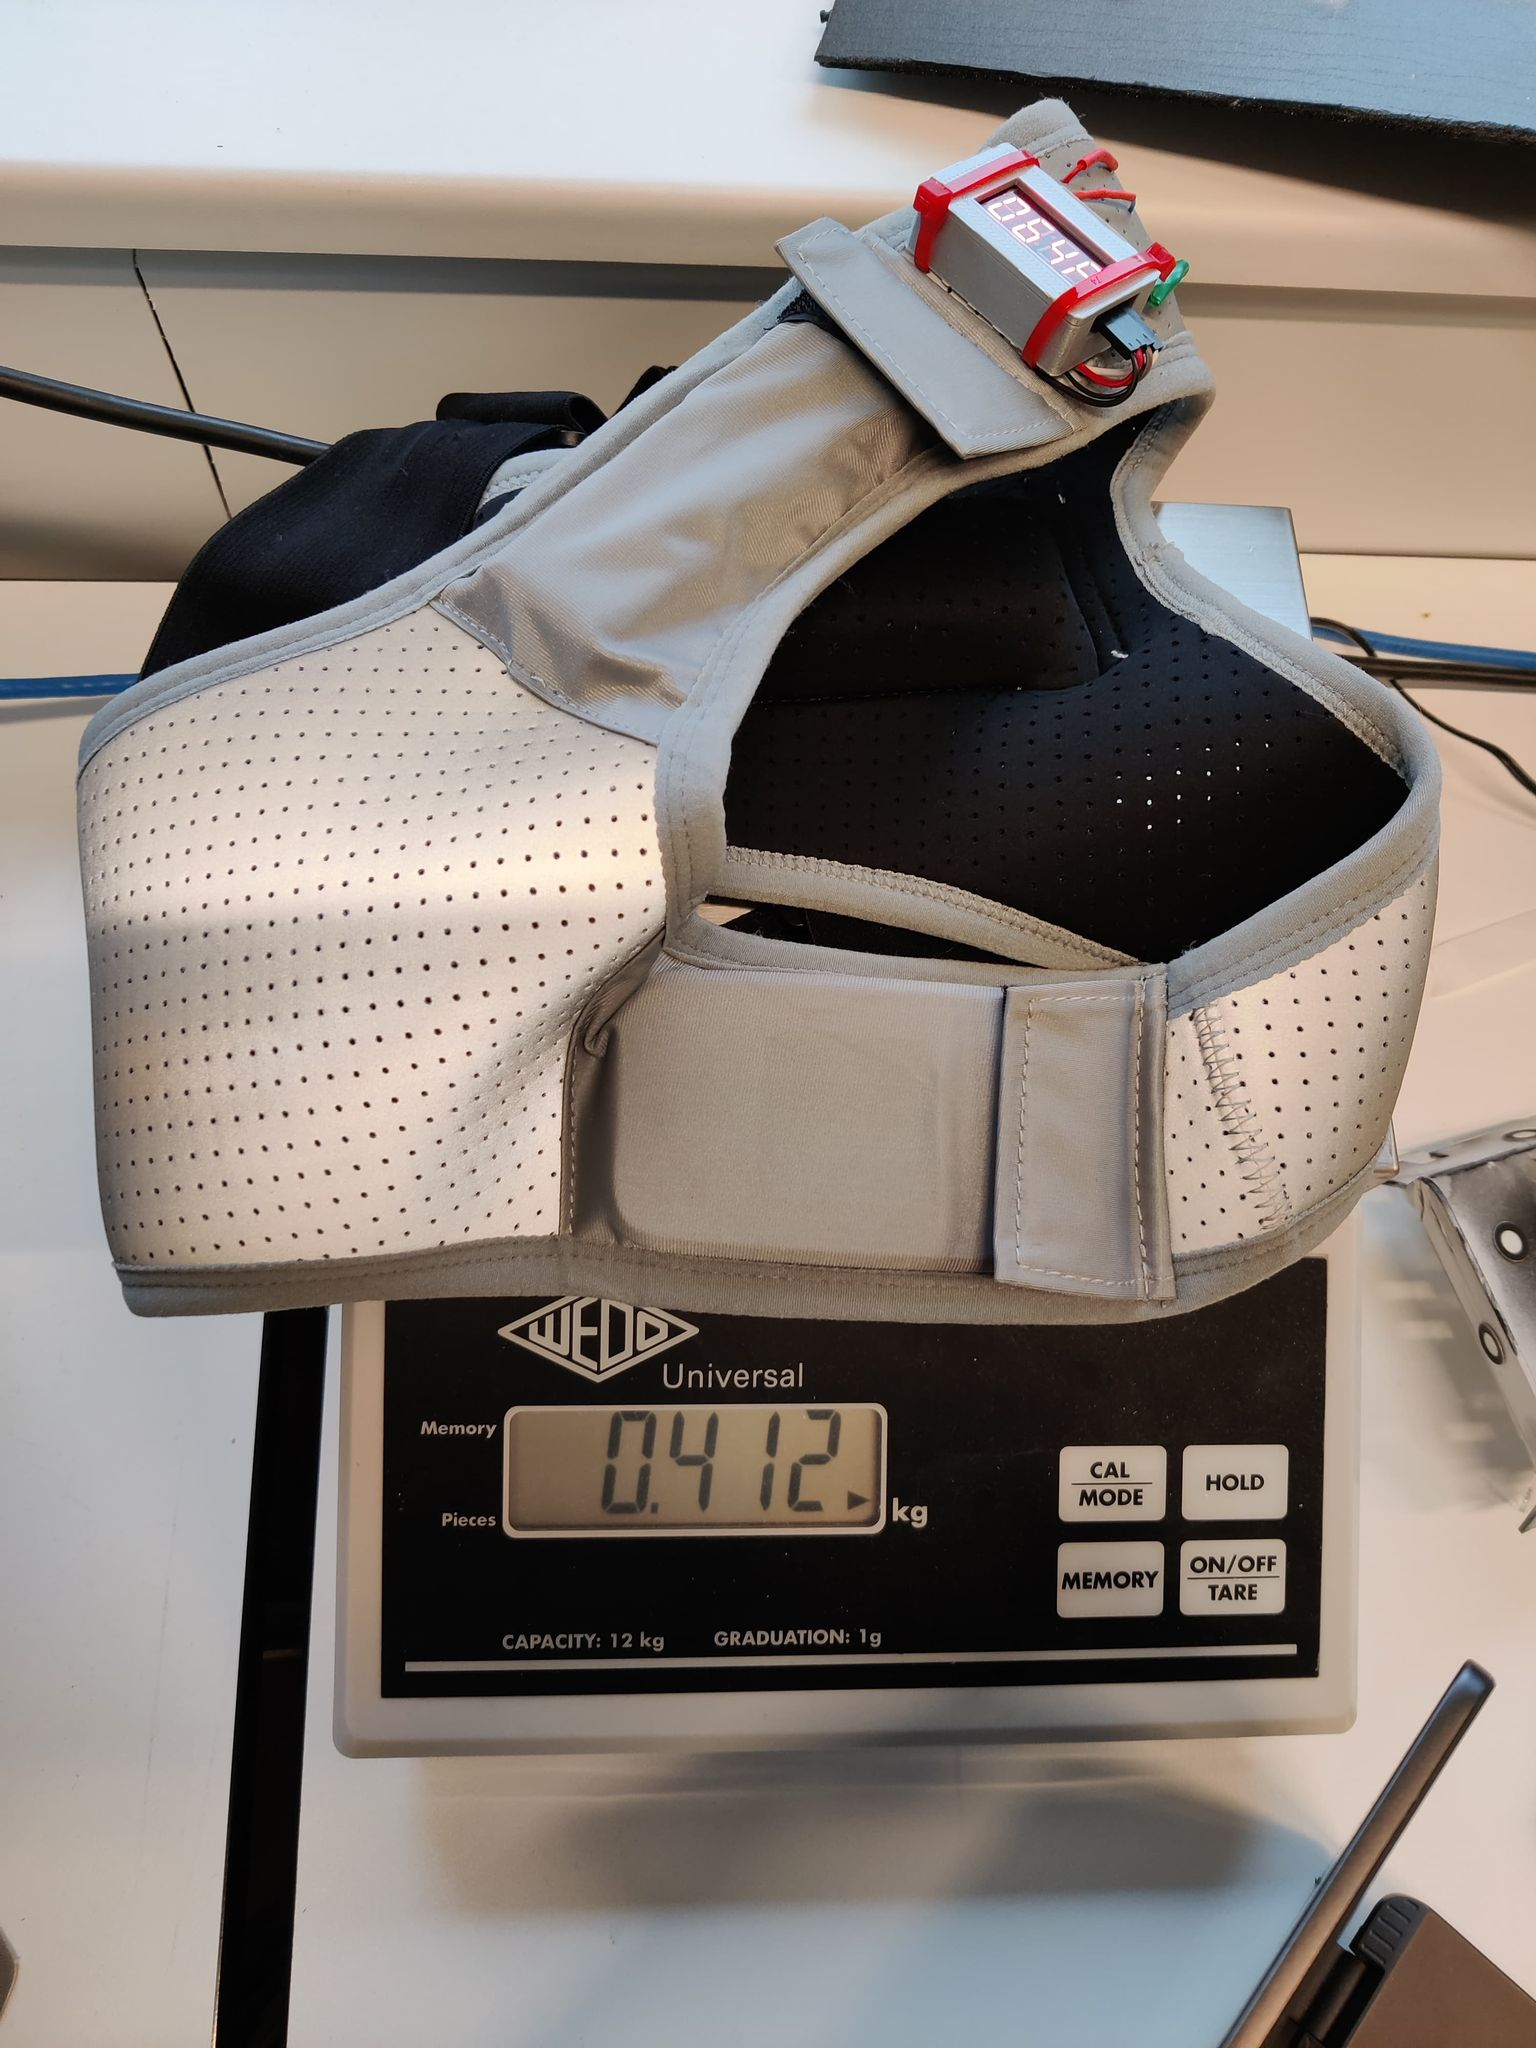 WEDO
Universal
Memory
0.412
Pieces
kg
CAL
MODE
HOLD
MEMORY
ON/OFF
TARE
CAPACITY: 12 kg GRADUATION: 1g